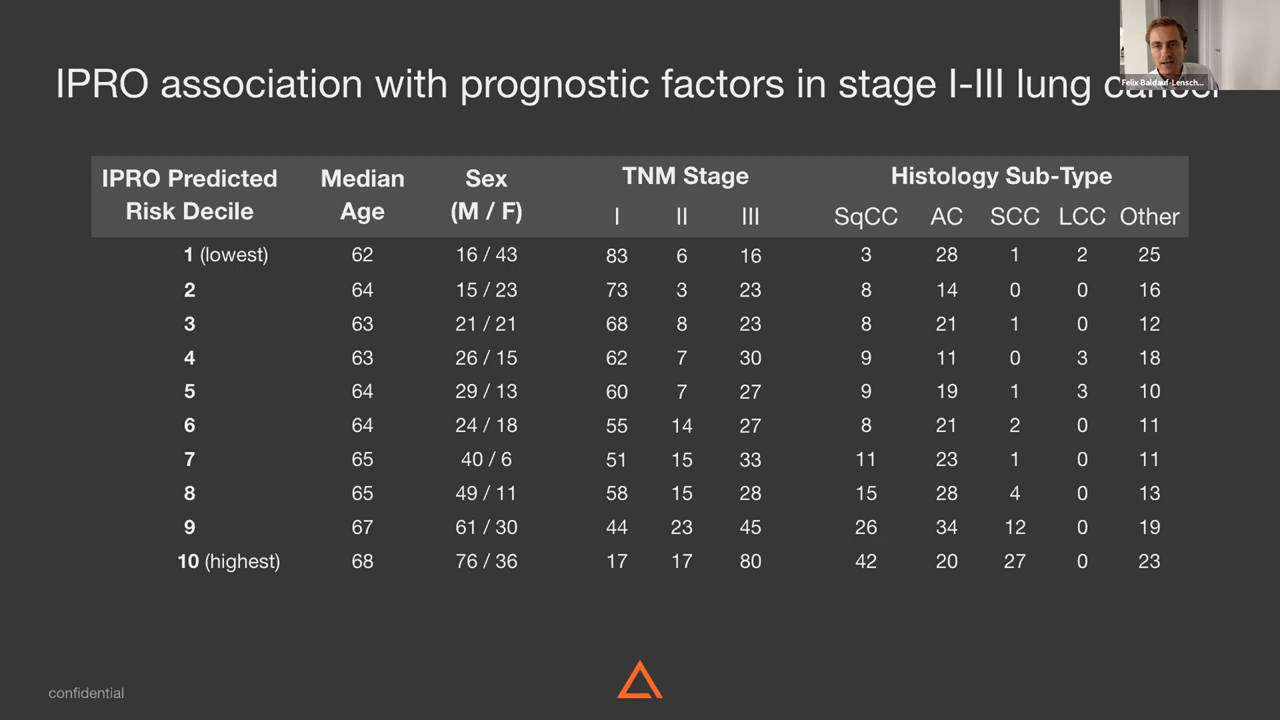 IPRO association with prognostic factors in stage I-III lung cancer
Felix Baldauf-Lensch...
IPRO Predicted Risk Decile Median Age Sex (M / F) TNM Stage Histology Sub-Type
I II III SqCC AC SCC LCC Other
1 (lowest) 62 16 / 43 83 6 16 3 28 1 2 25
2 64 15 / 23 73 3 23 8 14 0 0 16
3 63 21 / 21 68 8 23 8 21 1 0 12
4 63 26 / 15 62 7 30 9 11 0 3 18
5 64 29 / 13 60 7 27 9 19 1 3 10
6 64 24 / 18 55 14 27 8 21 2 0 11
7 65 40 / 6 51 15 33 11 23 1 0 11
8 65 49 / 11 58 15 28 15 28 4 0 13
9 67 61 / 30 44 23 45 26 34 12 0 19
10 (highest) 68 76 / 36 17 17 80 42 20 27 0 23
confidential